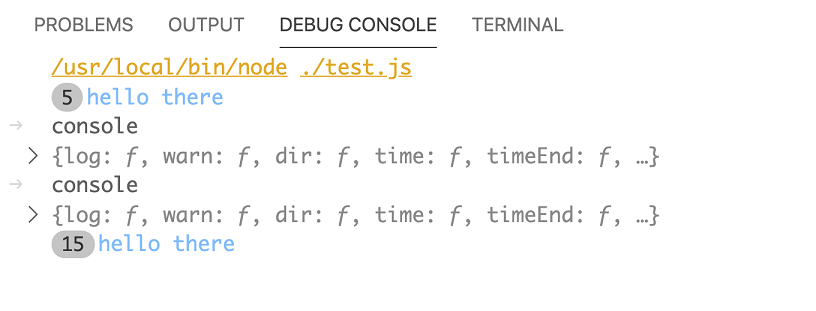 PROBLEMS OUTPUT DEBUG CONSOLE TERMINAL
/usr/local/bin/node ./test.js
5 hello there
→ console
> {log: ƒ, warn: ƒ, dir: ƒ, time: ƒ, timeEnd: ƒ, …}
→ console
> {log: ƒ, warn: ƒ, dir: ƒ, time: ƒ, timeEnd: ƒ, …}
15 hello there